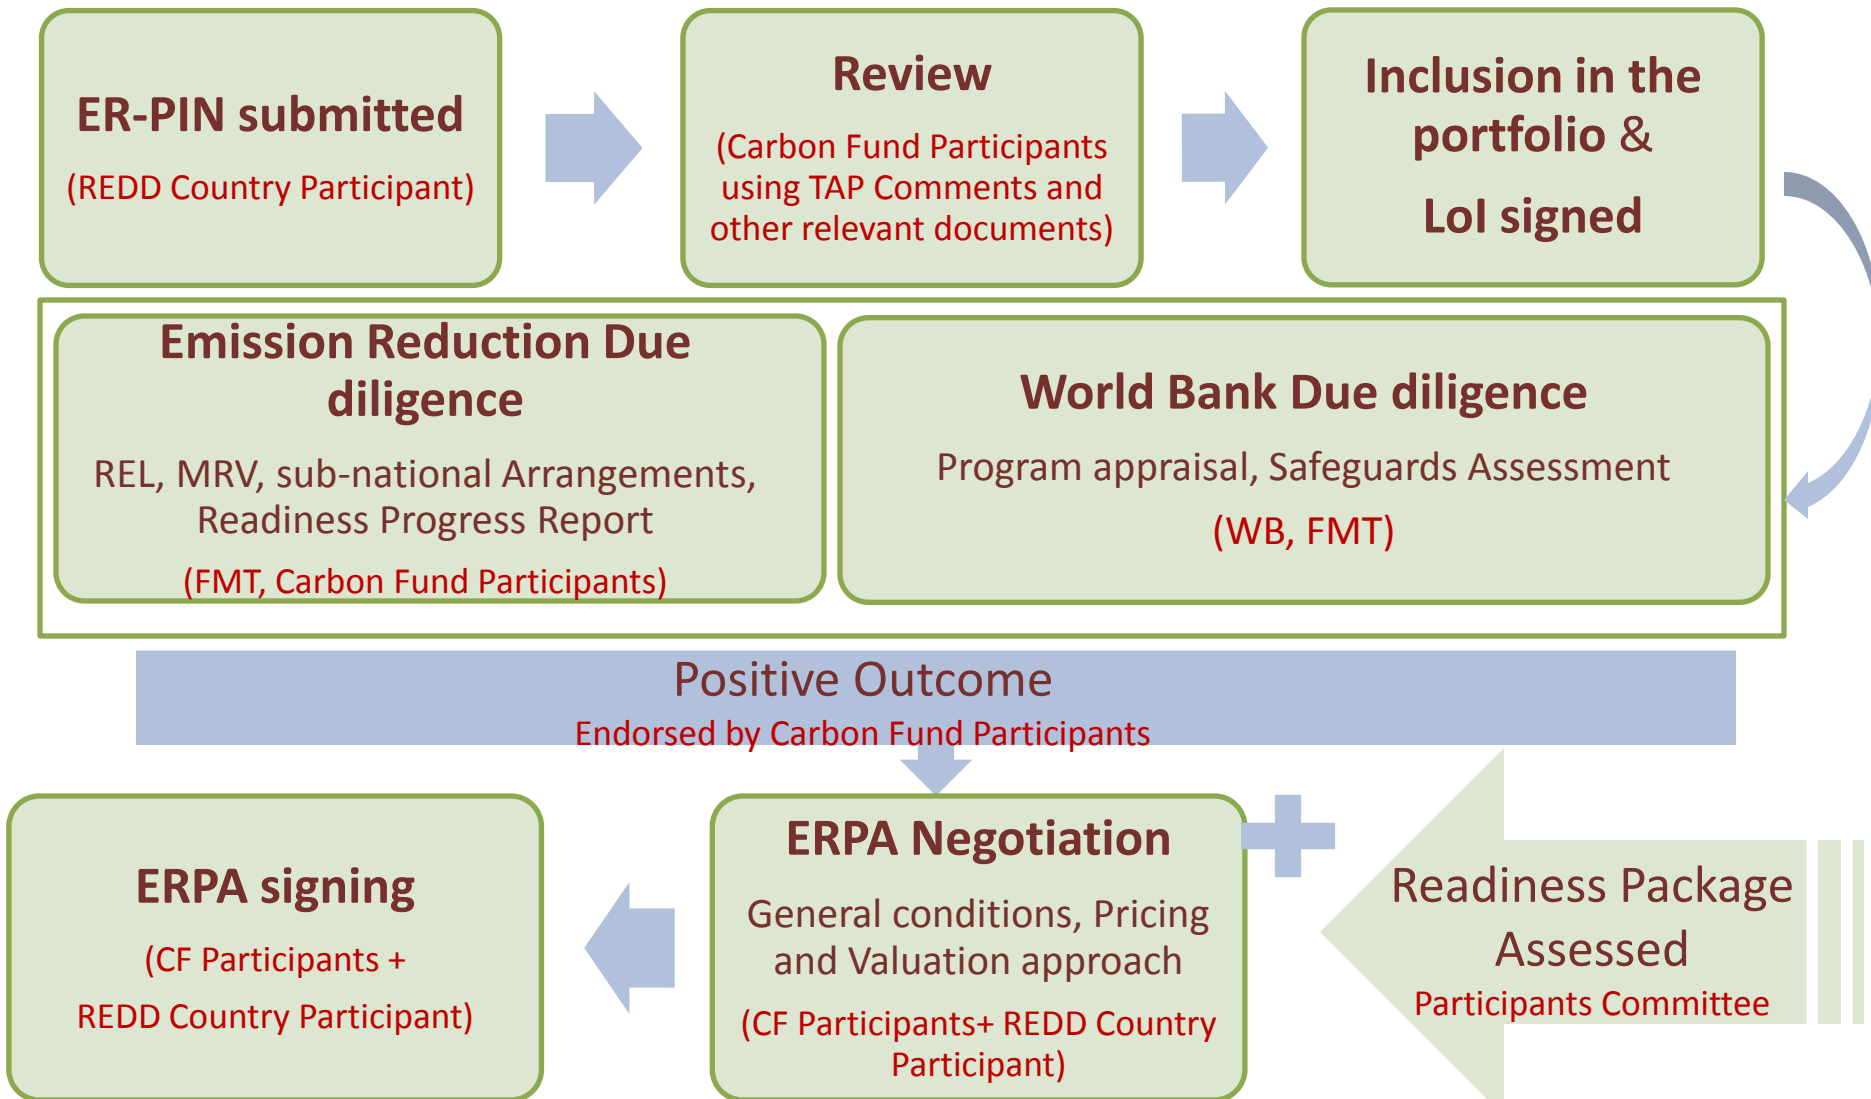 ER-PIN submitted
(REDD Country Participant)
Review
(Carbon Fund Participants
using TAP Comments and
other relevant documents)
Inclusion in the
portfolio &
LoI signed
Emission Reduction Due
diligence
REL, MRV, sub-national Arrangements,
Readiness Progress Report
(FMT, Carbon Fund Participants)
World Bank Due diligence
Program appraisal, Safeguards Assessment
(WB, FMT)
Positive Outcome
Endorsed by Carbon Fund Participants
ERPA signing
(CF Participants +
REDD Country Participant)
ERPA Negotiation
General conditions, Pricing
and Valuation approach
(CF Participants+ REDD Country
Participant)
Readiness Package
Assessed
Participants Committee